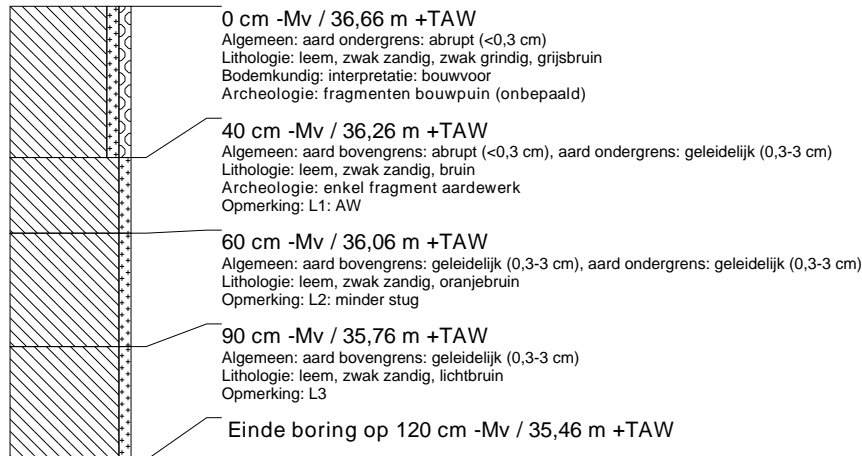 0 cm -Mv / 36,66 m +TAW
Algemeen: aard ondergrens: abrupt (<0,3 cm)
Lithologie: leem, zwak zandig, zwak grindig, grijsbruin
Bodemkundig: interpretatie: bouwvoor
Archeologie: fragmenten bouwpuin (onbepaald)
40 cm -Mv / 36,26 m +TAW
Algemeen: aard bovengrens: abrupt (<0,3 cm), aard ondergrens: geleidelijk (0,3-3 cm)
Lithologie: leem, zwak zandig, bruin
Archeologie: enkel fragment aardewerk
Opmerking: L1: AW
60 cm -Mv / 36,06 m +TAW
Algemeen: aard bovengrens: geleidelijk (0,3-3 cm), aard ondergrens: geleidelijk (0,3-3 cm)
Lithologie: leem, zwak zandig, oranjebruin
Opmerking: L2: minder stug
90 cm -Mv / 35,76 m +TAW
Algemeen: aard bovengrens: geleidelijk (0,3-3 cm)
Lithologie: leem, zwak zandig, lichtbruin
Opmerking: L3
Einde boring op 120 cm -Mv / 35,46 m +TAW